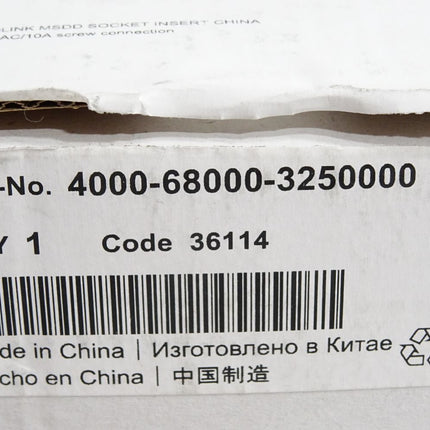 LINK MSDD SOCKET INSERT CHINA
AC/10A screw connection
-No. 4000-68000-3250000
Y 1 Code 36114
de in China | Изготовлено в Китае
cho en China | 中国制造